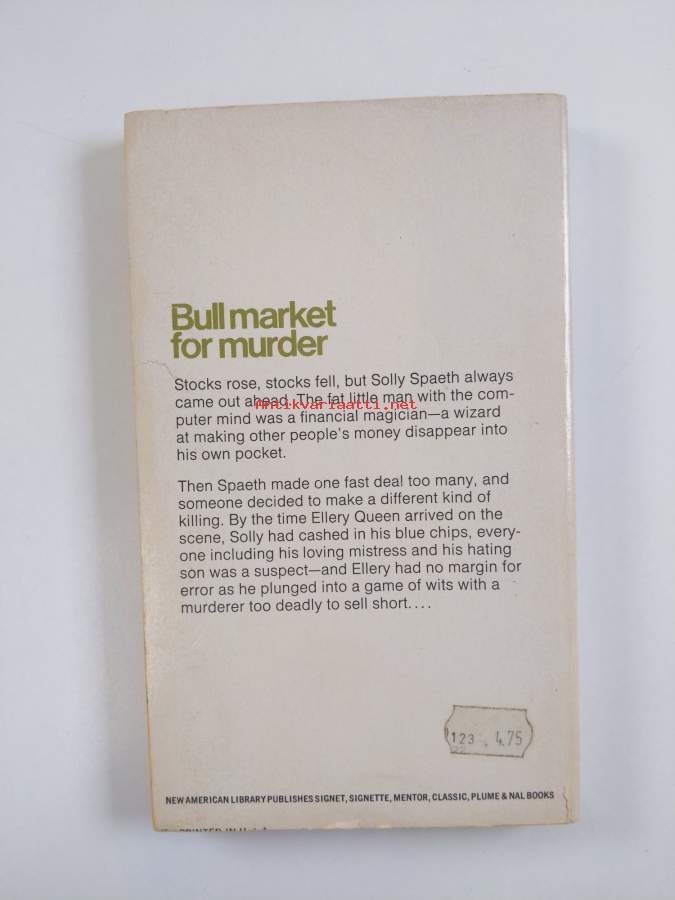 Bull market
for murder
Stocks rose, stocks fell, but Solly Spaeth always
came out ahead. The fat little man with the com-
antikvariaatti.net
puter mind was a financial magician—a wizard
at making other people's money disappear into
his own pocket.
Then Spaeth made one fast deal too many, and
someone decided to make a different kind of
killing. By the time Ellery Queen arrived on the
scene, Solly had cashed in his blue chips, every-
one including his loving mistress and his hating
son was a suspect—and Ellery had no margin for
error as he plunged into a game of wits with a
murderer too deadly to sell short....
123 4.75
NEW AMERICAN LIBRARY PUBLISHES SIGNET, SIGNETTE, MENTOR, CLASSIC, PLUME & NAL BOOKS
PRINTED IN